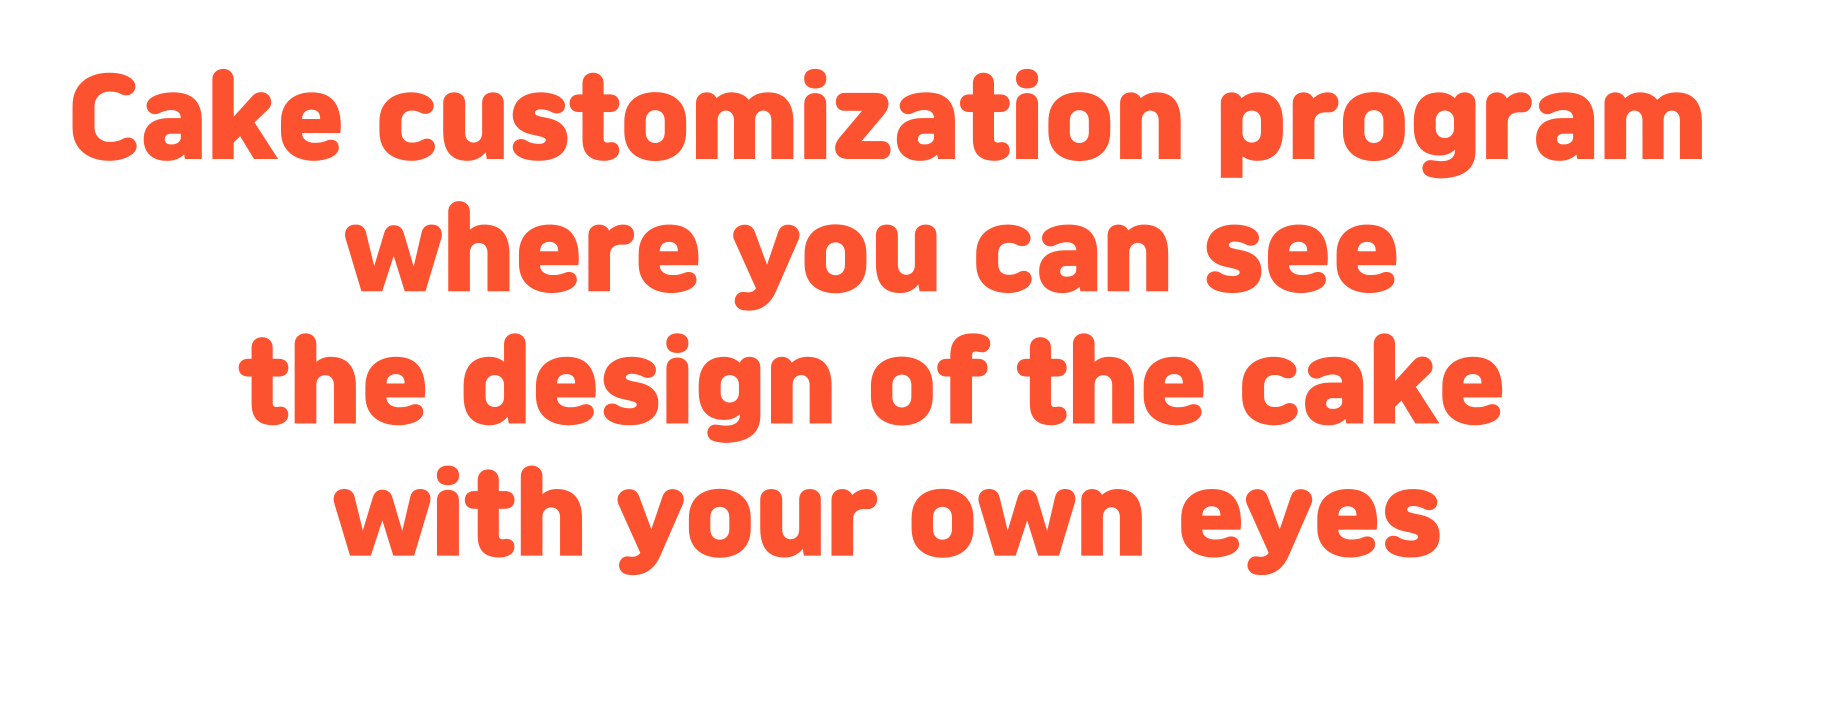 Cake customization program
where you can see
the design of the cake
with your own eyes